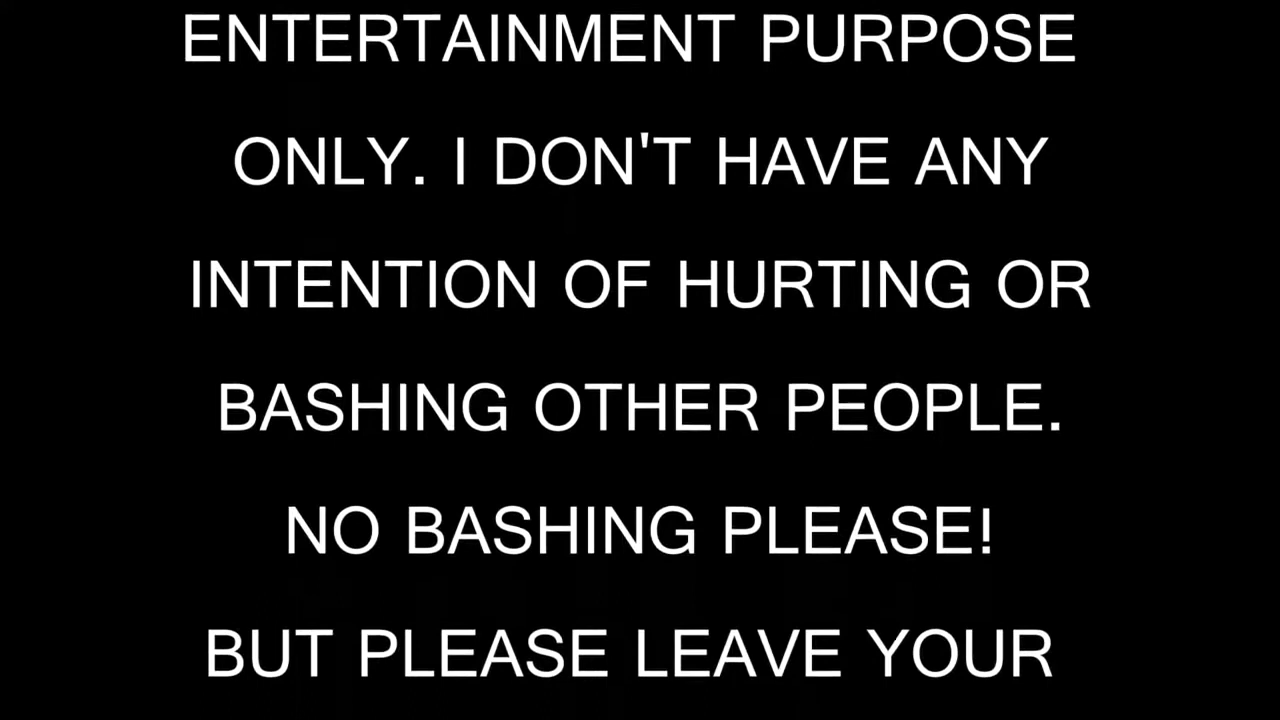 ENTERTAINMENT PURPOSE
ONLY. I DON'T HAVE ANY
INTENTION OF HURTING OR
BASHING OTHER PEOPLE.
NO BASHING PLEASE!
BUT PLEASE LEAVE YOUR